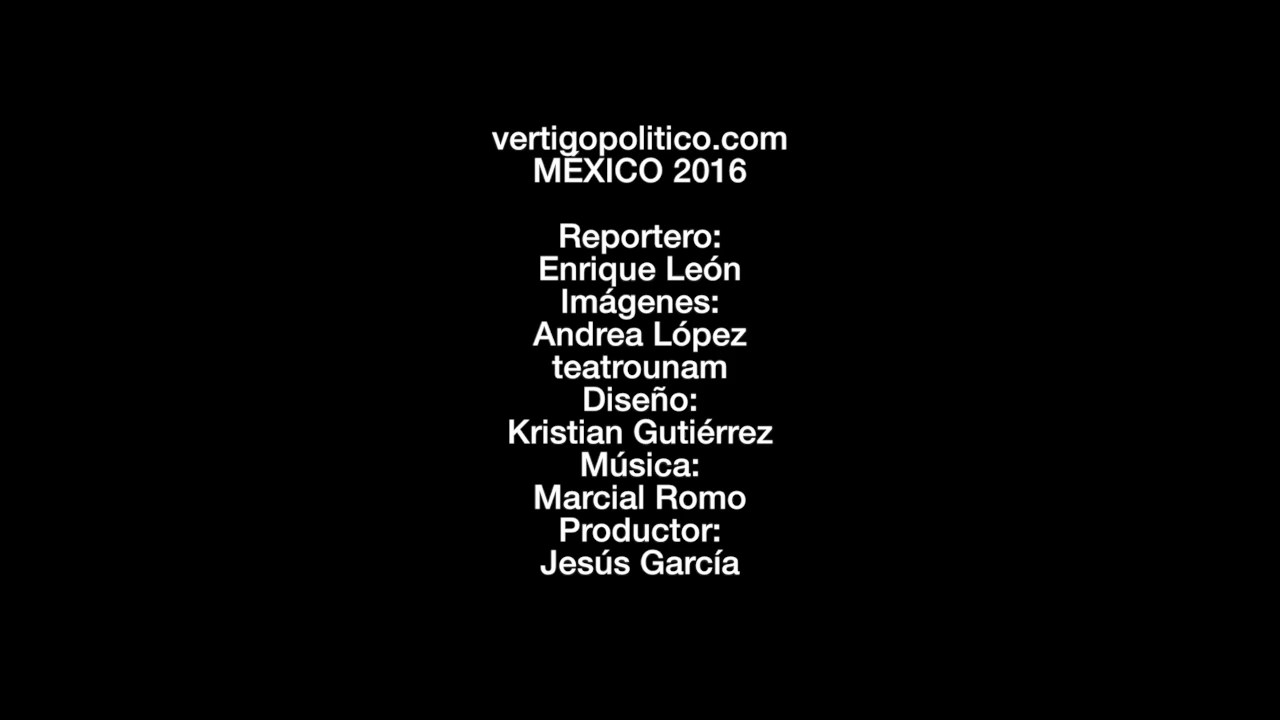 vertigopolitico.com
MÉXICO 2016
Reportero:
Enrique León
Imágenes:
Andrea López
teatrounam
Diseño:
Kristian Gutiérrez
Música:
Marcial Romo
Productor:
Jesús García